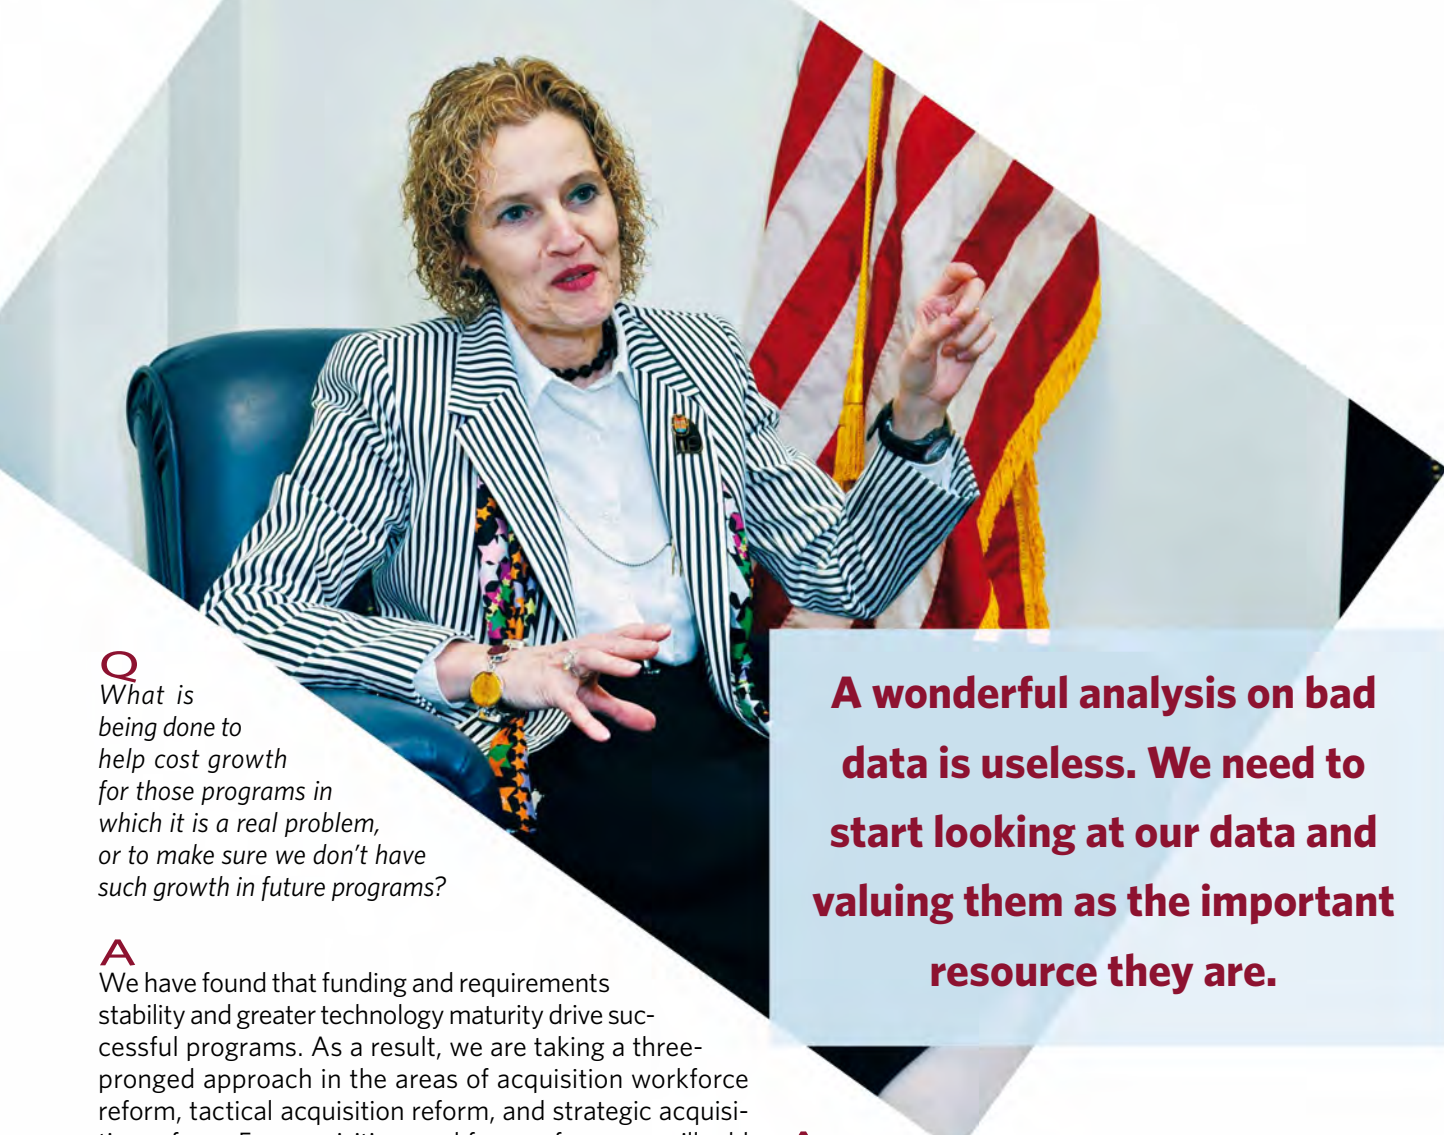 Q
What is
being done to
help cost growth
for those programs in
which it is a real problem,
or to make sure we don't have
such growth in future programs?
A
We have found that funding and requirements
stability and greater technology maturity drive suc-
cessful programs. As a result, we are taking a three-
pronged approach in the areas of acquisition workforce
reform, tactical acquisition reform, and strategic acquisi-
A wonderful analysis on bad
data is useless. We need to
start looking at our data and
valuing them as the important
resource they are.